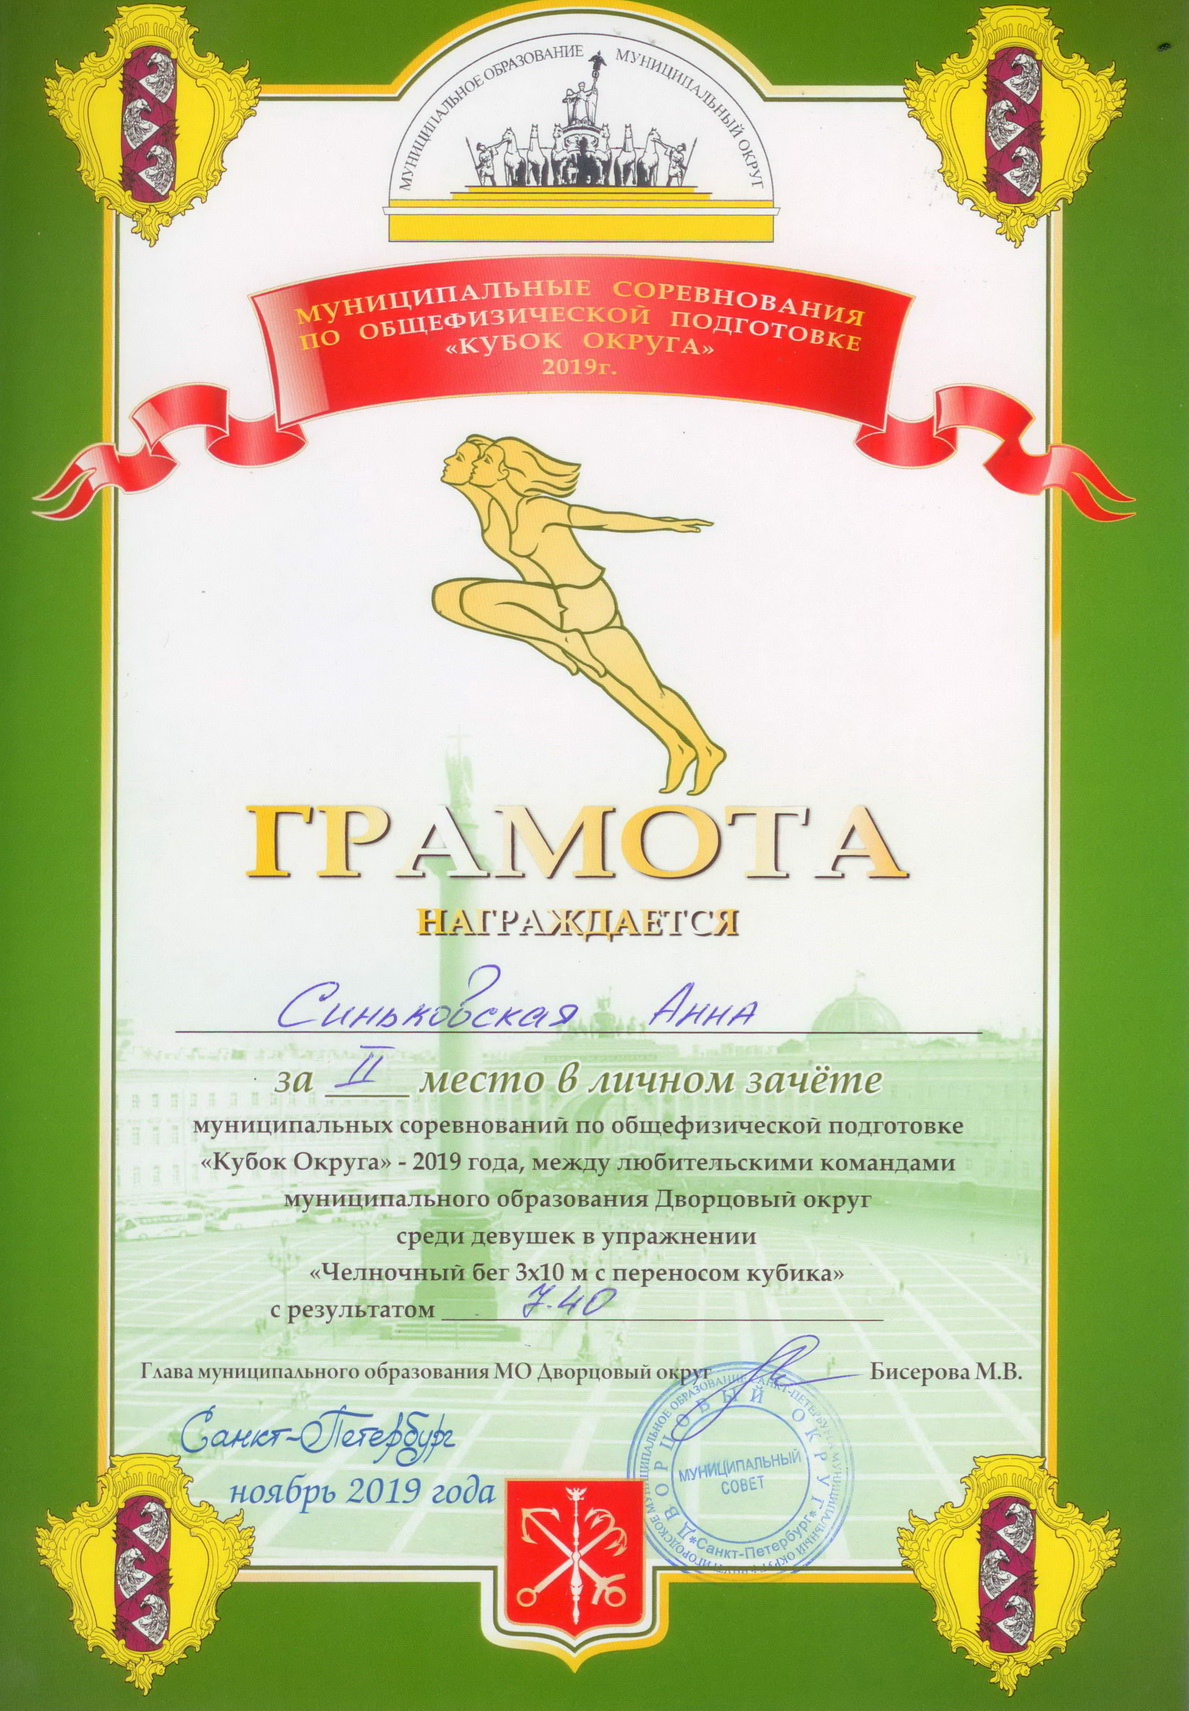 МУНИЦИПАЛЬНОЕ ОБРАЗОВАНИЕ МУНИЦИПАЛЬНЫЙ ОКРУГ
МУНИЦИПАЛЬНЫЕ СОРЕВНОВАНИЯ
ПО ОБЩЕФИЗИЧЕСКОЙ ПОДГОТОВКЕ
«КУБОК ОКРУГА»
2019г.
ГРАМОТА
НАГРАЖДАЕТСЯ
Синьковская Анна
за II место в личном зачёте
муниципальных соревнований по общефизической подготовке
«Кубок Округа» - 2019 года, между любительскими командами
муниципального образования Дворцовый округ
среди девушек в упражнении
«Челночный бег 3х10 м с переносом кубика»
с результатом 7.40
Глава муниципального образования МО Дворцовый округ Бисерова М.В.
Санкт-Петербург
ноябрь 2019 года
ДВОРЦОВЫЙ ОКРУГ
МУНИЦИПАЛЬНЫЙ
СОВЕТ
*Санкт-Петербург*